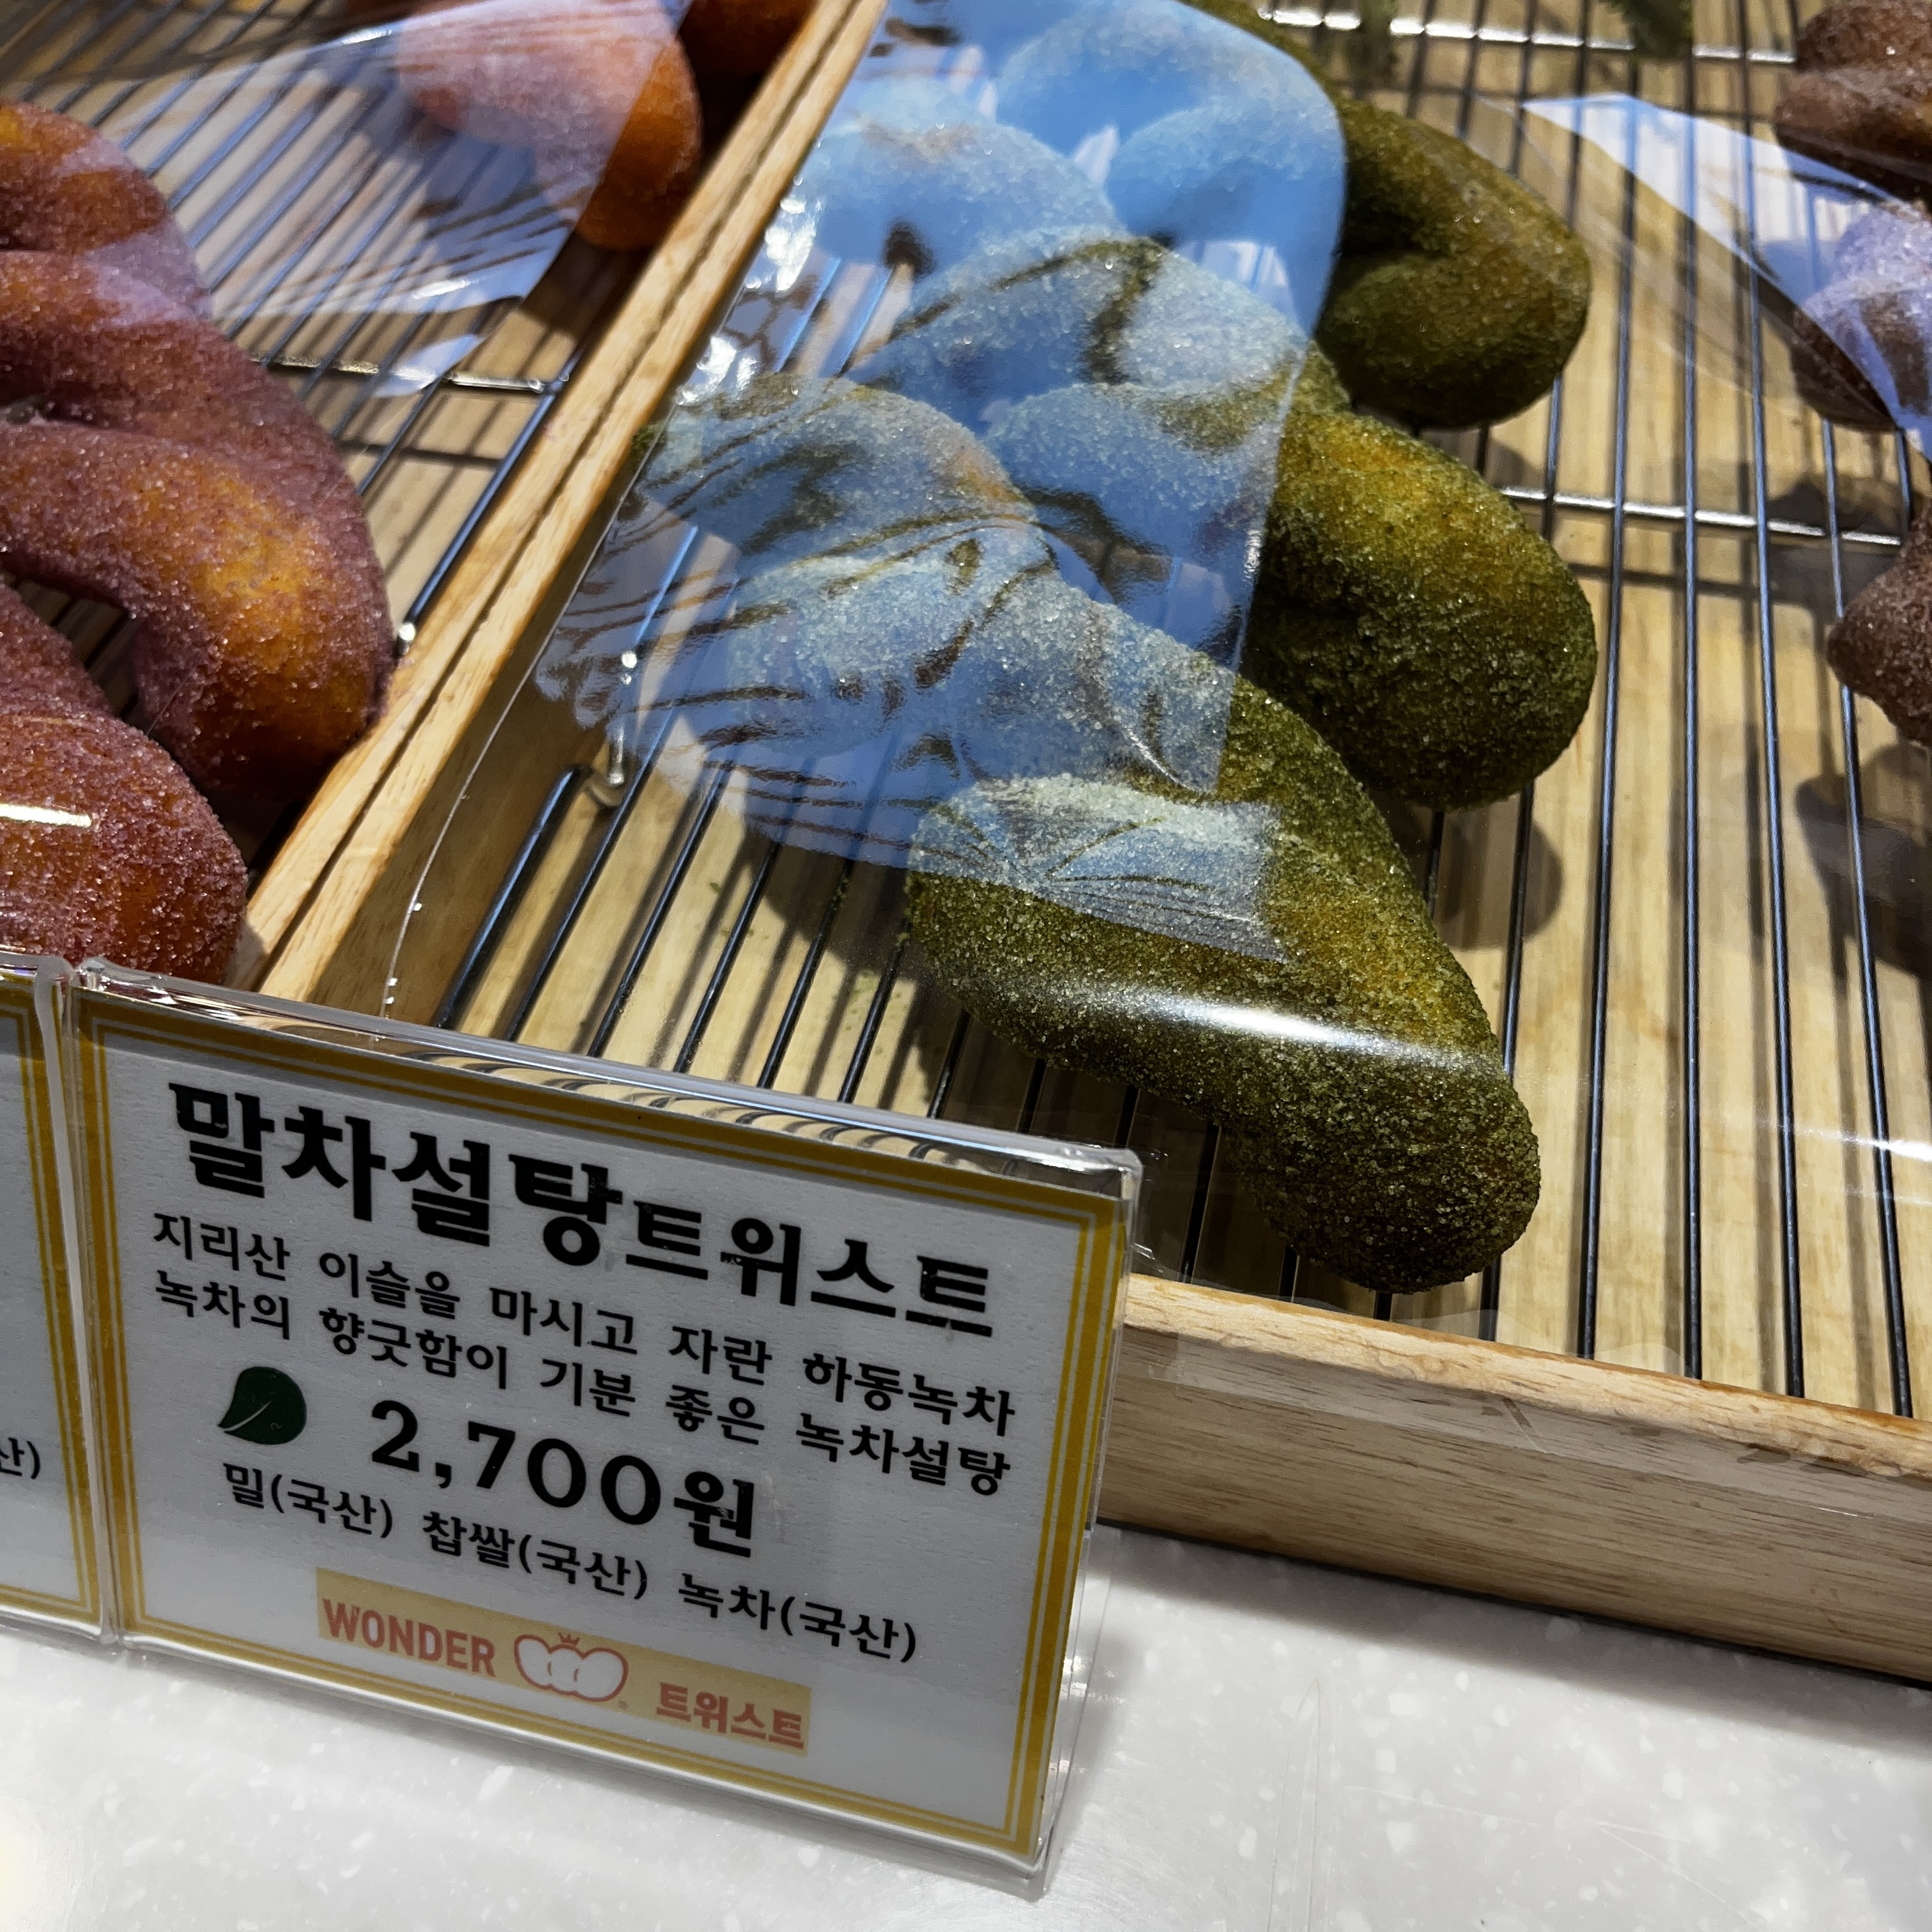 말차설탕트위스트
지리산 이슬을 마시고 자란 하동녹차
녹차의 향긋함이 기분 좋은 녹차설탕
2,700원
밀(국산) 찹쌀(국산) 녹차(국산)
WONDER 트위스트
산)